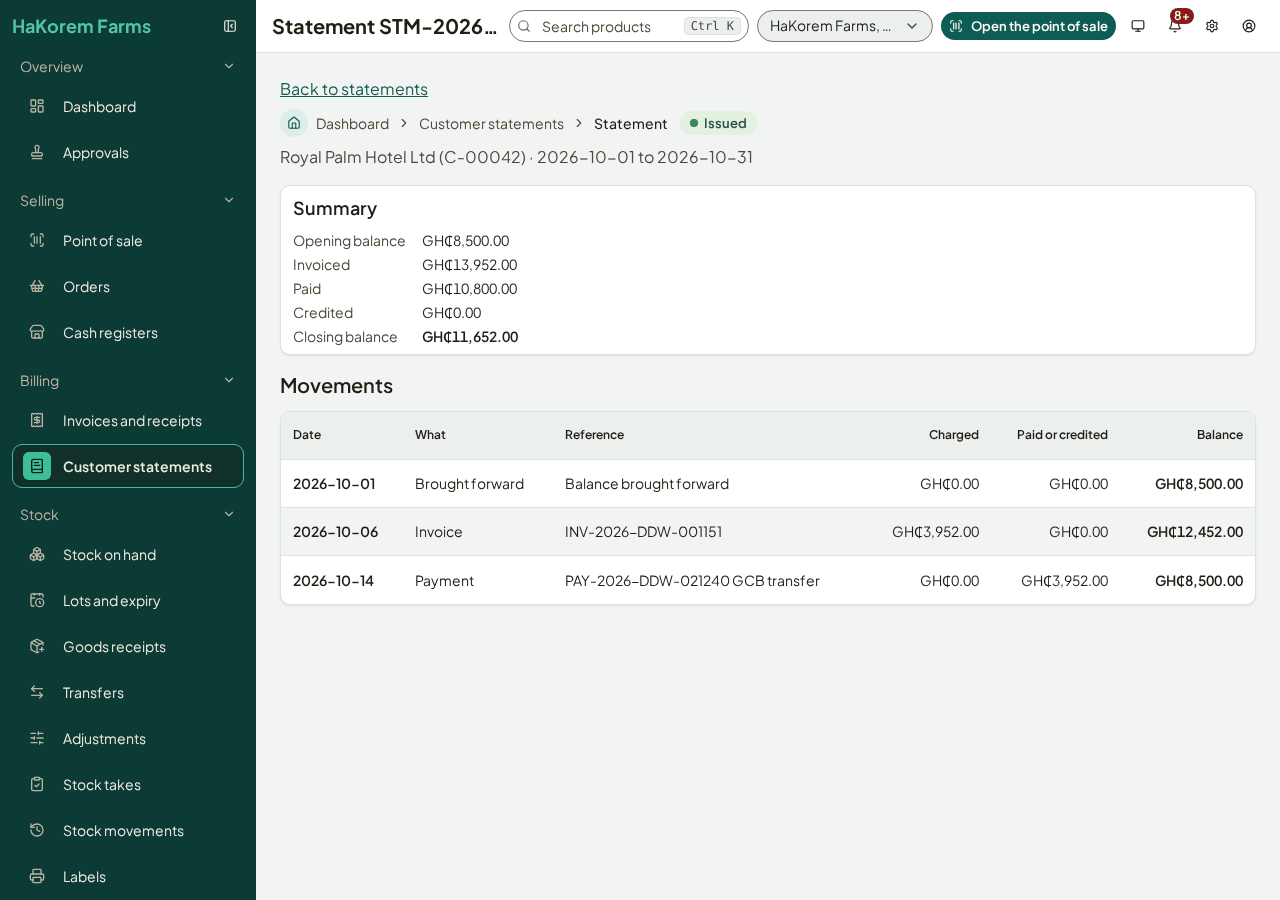 HaKorem Farms
Statement STM-2026...
Search products
Ctrl K
HaKorem Farms, ...
Open the point of sale
8+
Overview
Dashboard
Approvals
Selling
Point of sale
Orders
Cash registers
Billing
Invoices and receipts
Customer statements
Stock
Stock on hand
Lots and expiry
Goods receipts
Transfers
Adjustments
Stock takes
Stock movements
Labels
Back to statements
Dashboard > Customer statements > Statement Issued
Royal Palm Hotel Ltd (C-00042) · 2026-10-01 to 2026-10-31
Summary
Opening balance GH₵8,500.00
Invoiced GH₵13,952.00
Paid GH₵10,800.00
Credited GH₵0.00
Closing balance GH₵11,652.00
Movements
Date What Reference Charged Paid or credited Balance
2026-10-01 Brought forward Balance brought forward GH₵0.00 GH₵0.00 GH₵8,500.00
2026-10-06 Invoice INV-2026-DDW-001151 GH₵3,952.00 GH₵0.00 GH₵12,452.00
2026-10-14 Payment PAY-2026-DDW-021240 GCB transfer GH₵0.00 GH₵3,952.00 GH₵8,500.00